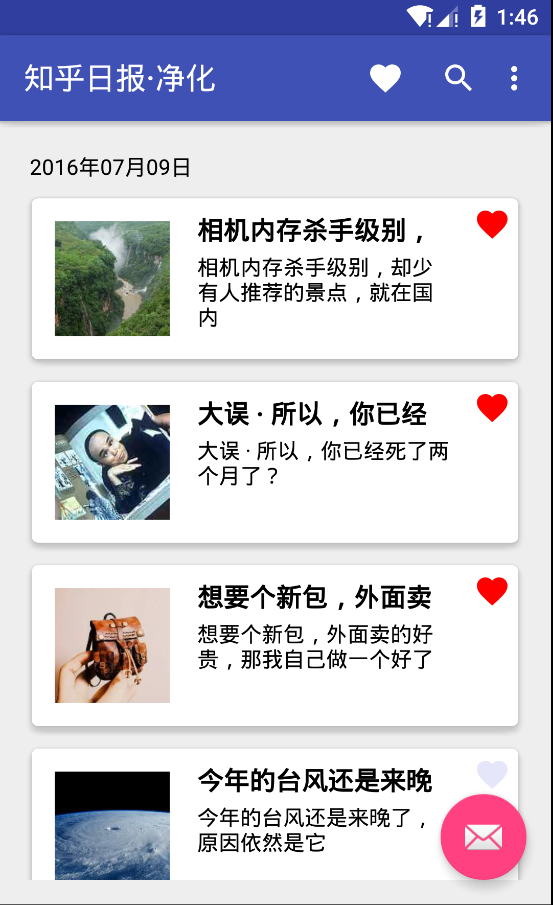 1:46
知乎日报·净化
2016年07月09日
相机内存杀手级别，
相机内存杀手级别，却少
有人推荐的景点，就在国
内
大误 · 所以，你已经
大误 · 所以，你已经死了两
个月了？
想要个新包，外面卖
想要个新包，外面卖的好
贵，那我自己做一个好了
今年的台风还是来晚
今年的台风还是来晚了，
原因依然是它